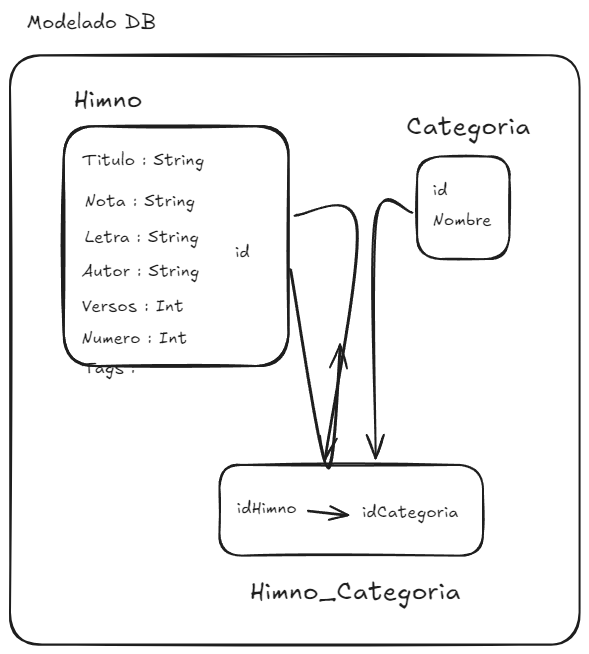 Modelado DB
Himno
Titulo : String
Nota : String
Letra : String
id
Autor : String
Versos : Int
Numero : Int
Tags :
Categoria
id
Nombre
idHimno
idCategoria
Himno_Categoria